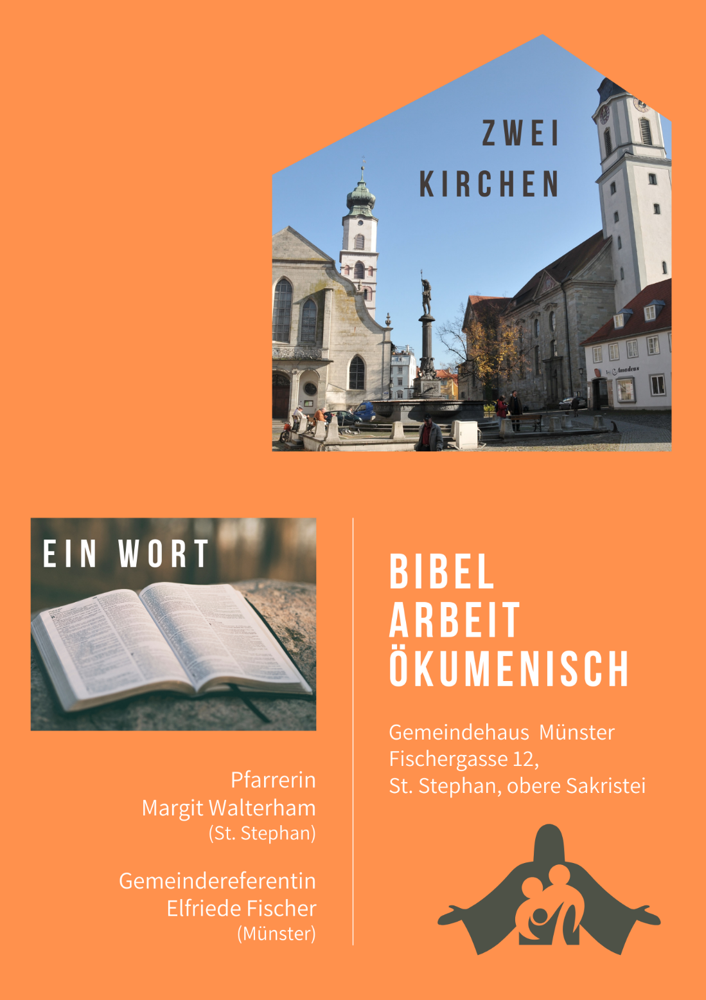 ZWEI
KIRCHEN
Amadeus
EIN WORT
Pfarrerin
Margit Walterham
(St. Stephan)
Gemeindereferentin
Elfriede Fischer
(Münster)
BIBEL
ARBEIT
ÖKUMENISCH
Gemeindehaus Münster
Fischergasse 12,
St. Stephan, obere Sakristei